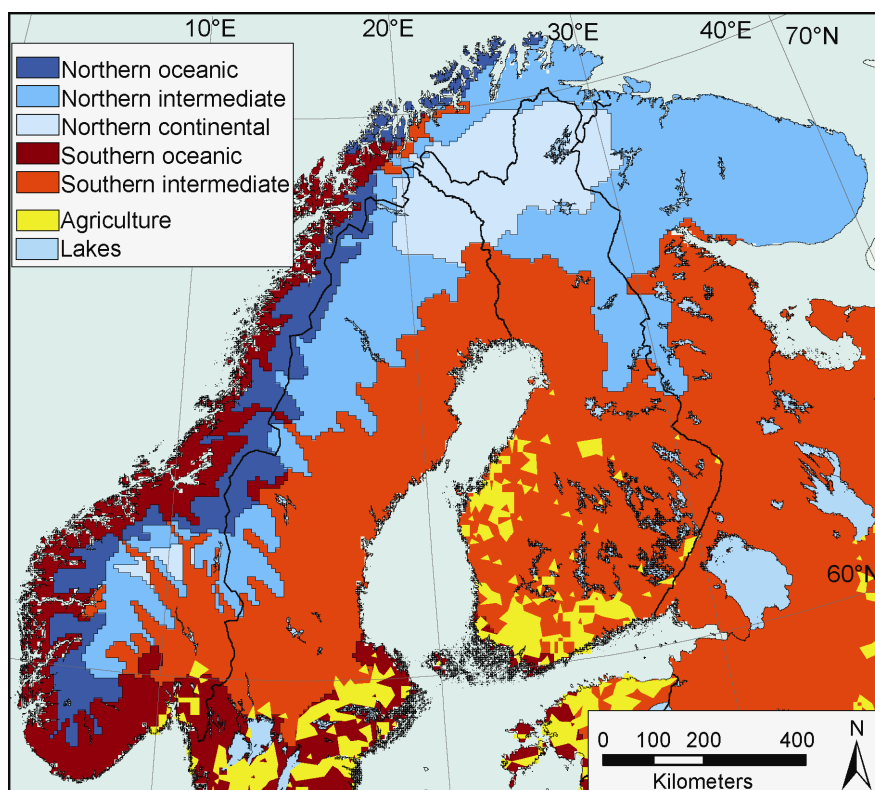 10°E
20°E
30°E
40°E
70°N
Northern oceanic
Northern intermediate
Northern continental
Southern oceanic
Southern intermediate
Agriculture
Lakes
60°N
N
0 100 200 400
Kilometers